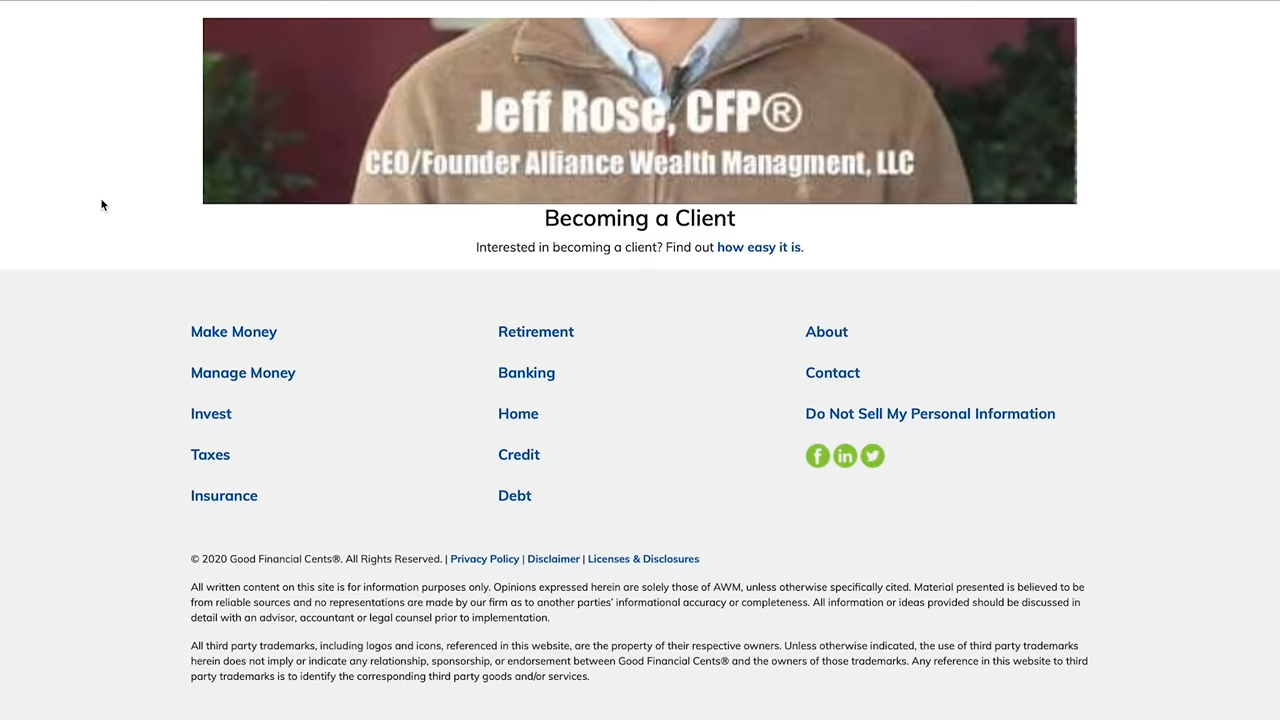 Jeff Rose, CFP®
CEO/Founder Alliance Wealth Managment, LLC
Becoming a Client
Interested in becoming a client? Find out how easy it is.
Make Money
Manage Money
Invest
Taxes
Insurance
Retirement
Banking
Home
Credit
Debt
About
Contact
Do Not Sell My Personal Information
© 2020 Good Financial Cents®. All Rights Reserved. | Privacy Policy | Disclaimer | Licenses & Disclosures
All written content on this site is for information purposes only. Opinions expressed herein are solely those of AWM, unless otherwise specifically cited. Material presented is believed to be
from reliable sources and no representations are made by our firm as to another parties' informational accuracy or completeness. All information or ideas provided should be discussed in
detail with an advisor, accountant or legal counsel prior to implementation.
All third party trademarks, including logos and icons, referenced in this website, are the property of their respective owners. Unless otherwise indicated, the use of third party trademarks
herein does not imply or indicate any relationship, sponsorship, or endorsement between Good Financial Cents® and the owners of those trademarks. Any reference in this website to third
party trademarks is to identify the corresponding third party goods and/or services.